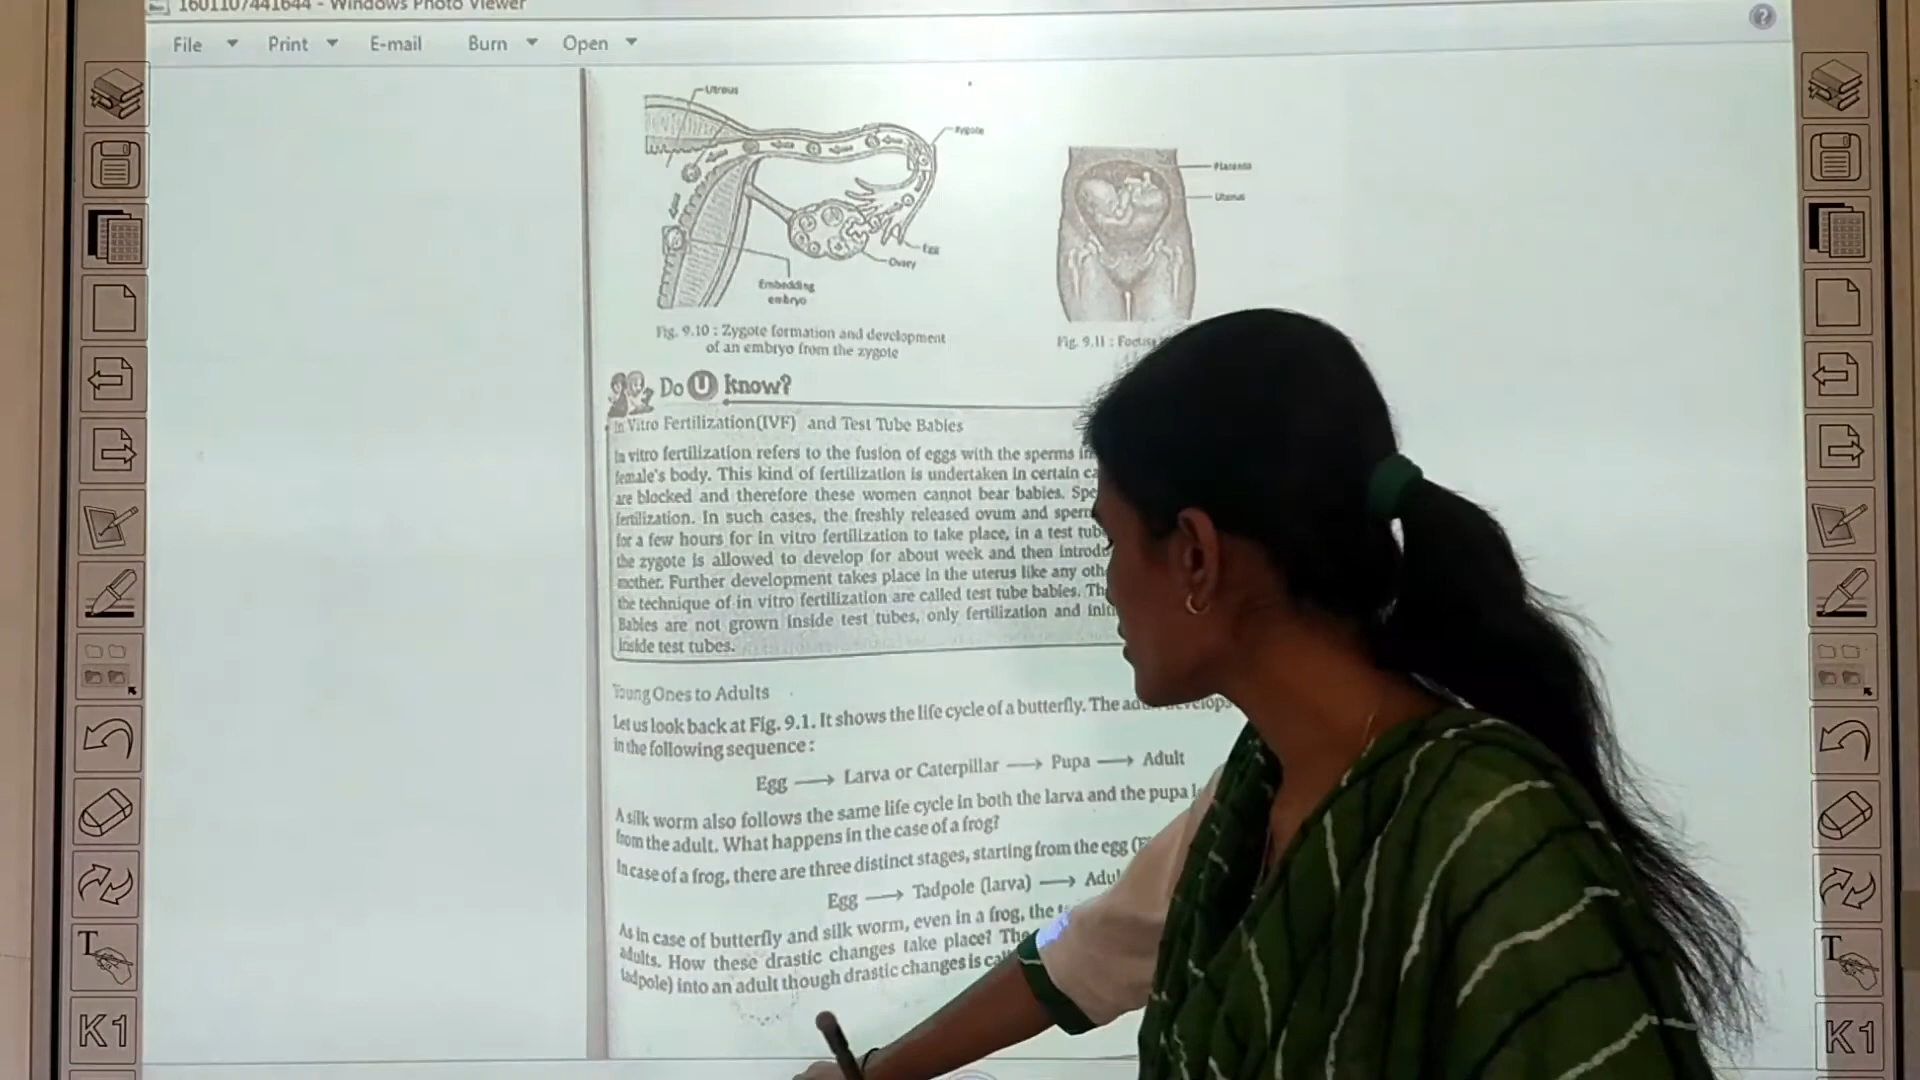 1601107441644 - Windows Photo Viewer
File Print E-mail Burn Open
Utreus
Zygote
Egg
Ovary
Embedding
embryo
Placenta
Uterus
Fig. 9.10 : Zygote formation and development
of an embryo from the zygote
Fig. 9.11 : Foetus
Do U know?
In Vitro Fertilization(IVF) and Test Tube Babies
In vitro fertilization refers to the fusion of eggs with the sperms
female's body. This kind of fertilization is undertaken in certain
are blocked and therefore these women cannot bear babies.
fertilization. In such cases, the freshly released ovum and
for a few hours for in vitro fertilization to take place, in a test
the zygote is allowed to develop for about week and then
mother. Further development takes place in the uterus like any
the technique of in vitro fertilization are called test tube babies.
Babies are not grown inside test tubes, only fertilization and
inside test tubes.
Young Ones to Adults
Let us look back at Fig. 9.1. It shows the life cycle of a butterfly. The
in the following sequence :
Egg → Larva or Caterpillar → Pupa → Adult
A silk worm also follows the same life cycle in both the larva and the pupa
from the adult. What happens in the case of a frog?
In case of a frog, there are three distinct stages, starting from the egg
Egg → Tadpole (larva) →
As in case of butterfly and silk worm, even in a frog, the
adults. How these drastic changes take place? The
tadpole) into an adult though drastic changes is
T
K1
T
K1